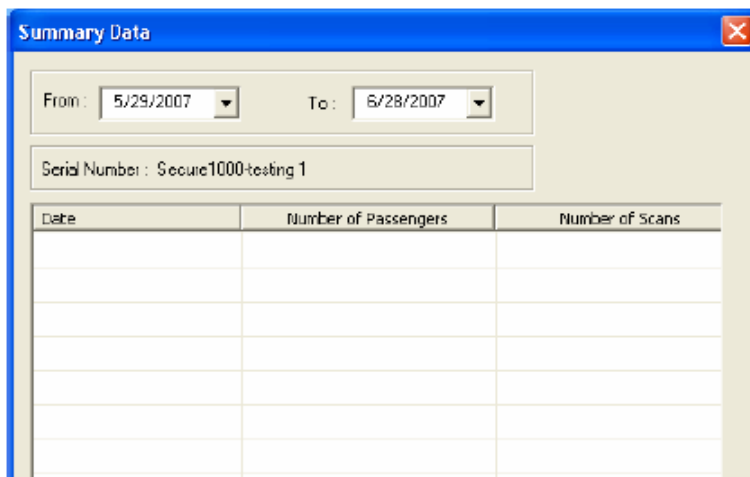 Summary Data
From : 5/29/2007 To : 6/28/2007
Serial Number : Secure1000-testing 1
Date Number of Passengers Number of Scans